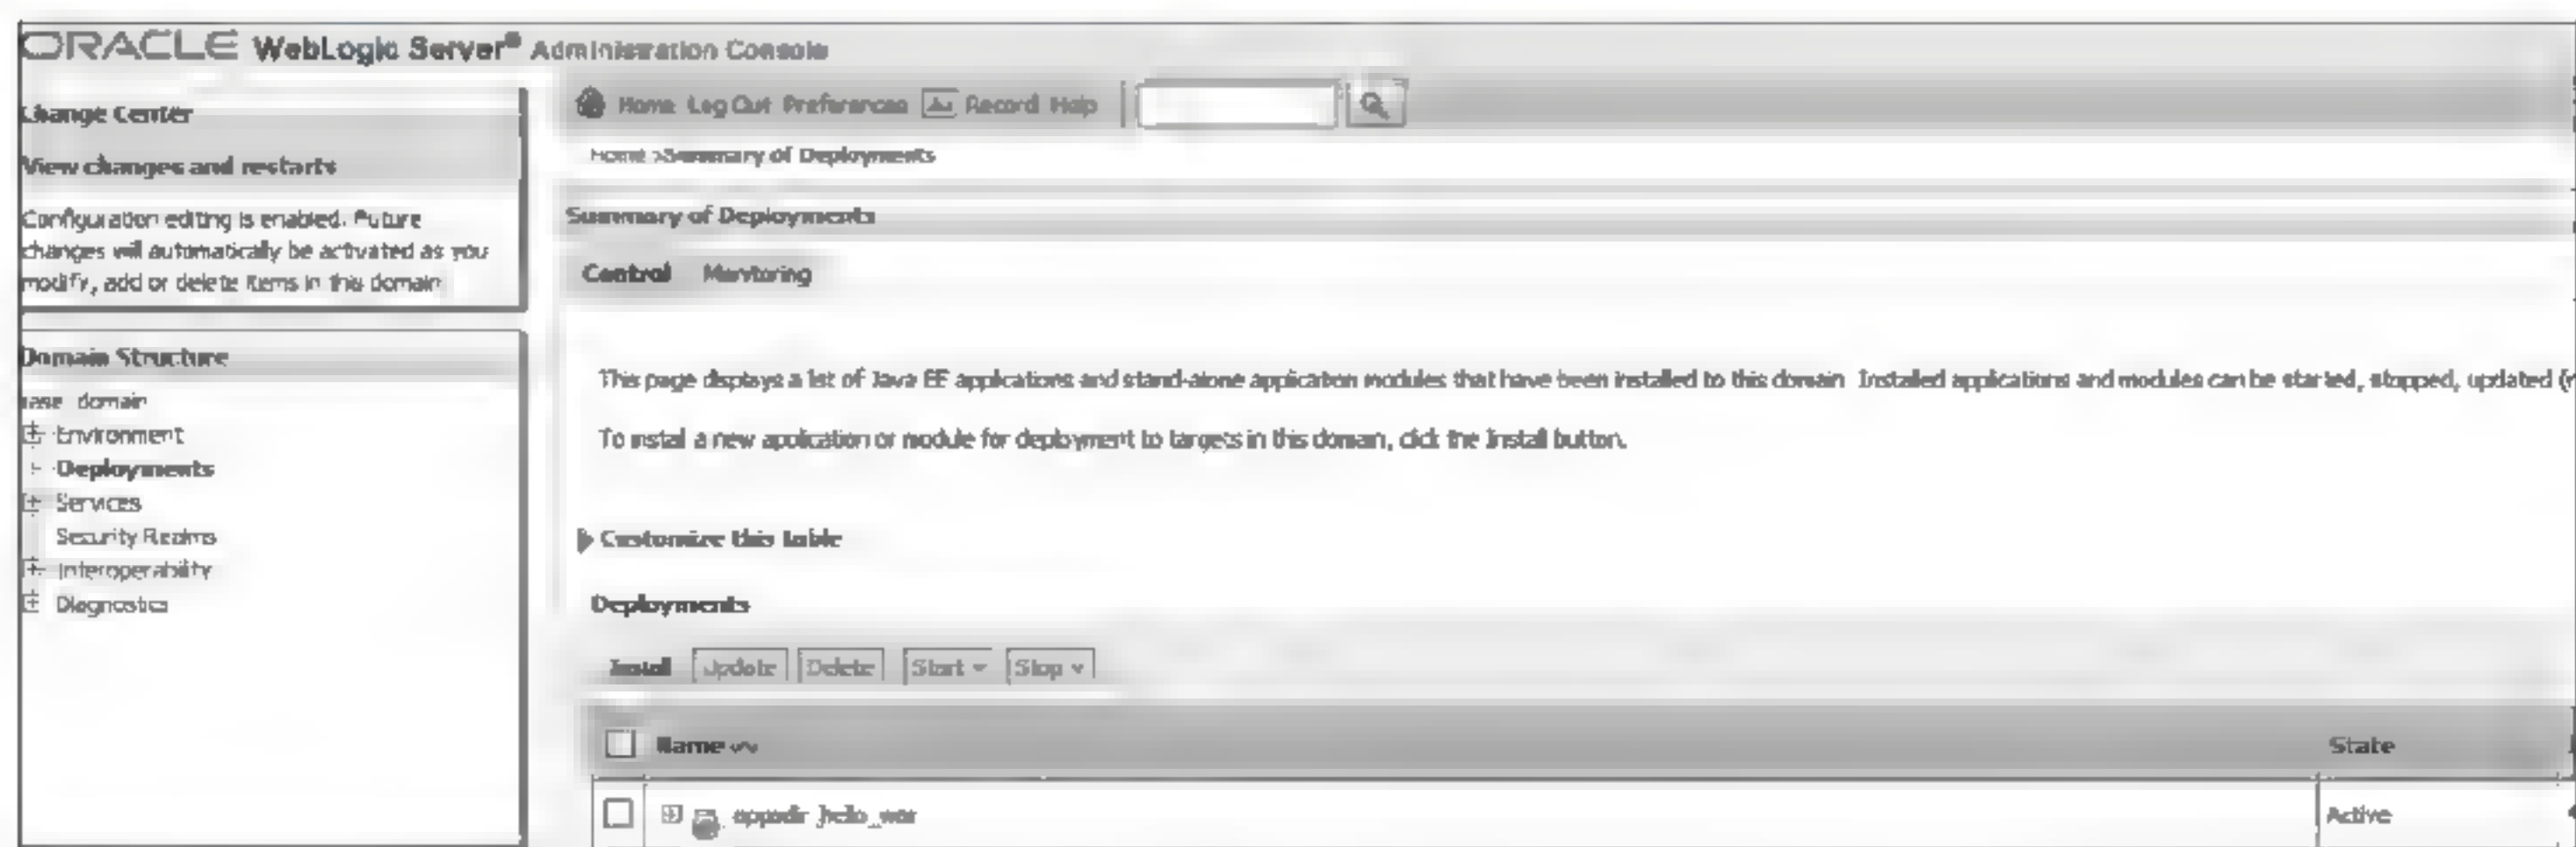 ORACLE WebLogic Server® Administration Console
Change Center
View changes and restarts
Configuration editing is enabled. Future
changes will automatically be activated as you
modify, add or delete items in this domain
Domain Structure
base_domain
Environment
Deployments
Services
Security Realms
Interoperability
Diagnostics
Home Log Out Preferences Record Help
Home >Summary of Deployments
Summary of Deployments
Control Monitoring
This page displays a list of Java EE applications and stand-alone application modules that have been installed to this domain. Installed applications and modules can be started, stopped, updated
To install a new application or module for deployment to targets in this domain, click the Install button.
Customize this table
Deployments
Install Update Delete Start Stop
Name State
appsdir_hello_war Active